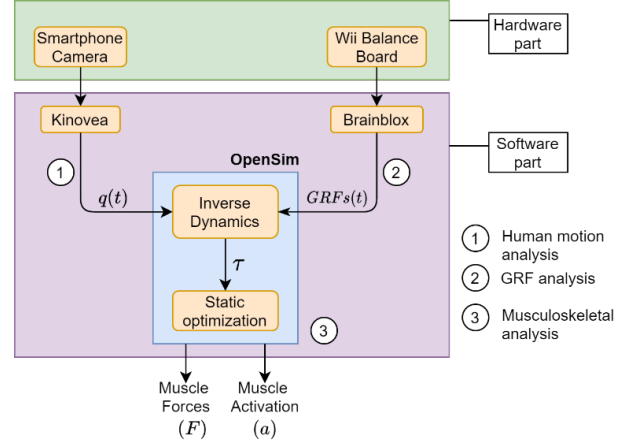 Smartphone
Camera
Wii Balance
Board
Hardware
part
Kinovea
Brainblox
Software
part
OpenSim
1
2
q(t)
Inverse
Dynamics
GRFs(t)
τ
Static
optimization
3
1 Human motion
analysis
2 GRF analysis
3 Musculoskeletal
analysis
Muscle
Forces
(F)
Muscle
Activation
(a)